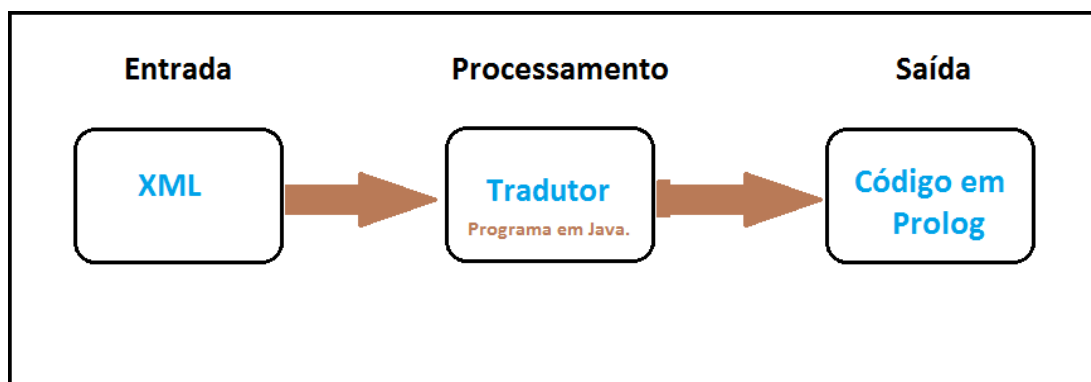 Entrada
Processamento
Saída
XML
Tradutor
Programa em Java.
Código em
Prolog